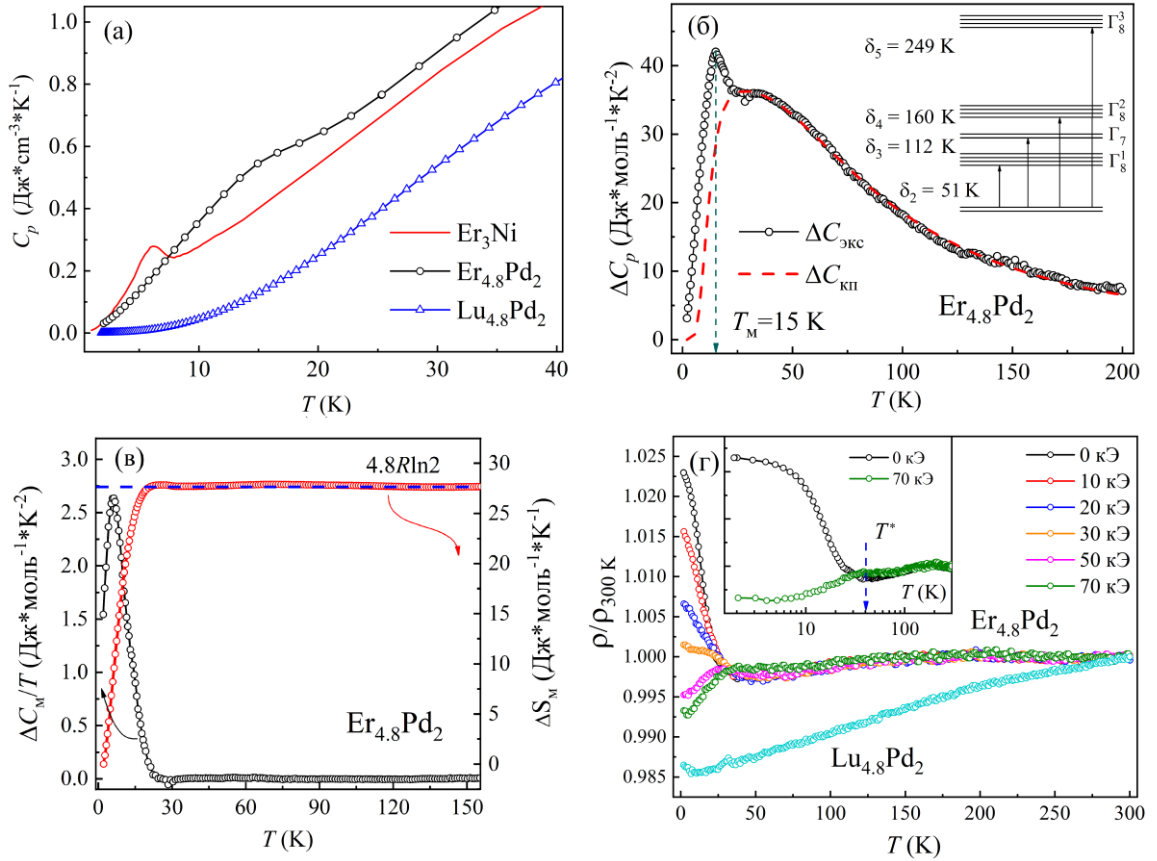 (а)
C_p (Дж*cm⁻³*K⁻¹)
1.0
0.8
0.6
0.4
0.2
0.0
Er₃Ni
Er₄.₈Pd₂
Lu₄.₈Pd₂
10 20 30 40
T (K)
(б)
ΔC_p (Дж*моль⁻¹*К⁻²)
50
40
30
20
10
0
Γ₈³
δ₅ = 249 K
Γ₈²
δ₄ = 160 K
Γ₇
δ₃ = 112 K
Γ₈¹
δ₂ = 51 K
ΔC_экс
ΔC_кп
Er₄.₈Pd₂
T_м=15 K
0 25 50 75 100 125 150 175 200
T (K)
(в)
ΔC_м/T (Дж*моль⁻¹*K⁻²)
3.0
2.5
2.0
1.5
1.0
0.5
0.0
4.8Rln2
Er₄.₈Pd₂
30
25
20
15
10
5
0
ΔS_м (Дж*моль⁻¹*K⁻¹)
0 30 60 90 120 150
T (K)
(г)
ρ/ρ₃₀₀ K
1.025
1.020
1.015
1.010
1.005
1.000
0.995
0.990
0.985
0 кЭ
70 кЭ
T*
T (K)
10 100
0 кЭ
10 кЭ
20 кЭ
30 кЭ
50 кЭ
70 кЭ
Er₄.₈Pd₂
Lu₄.₈Pd₂
0 50 100 150 200 250 300
T (K)